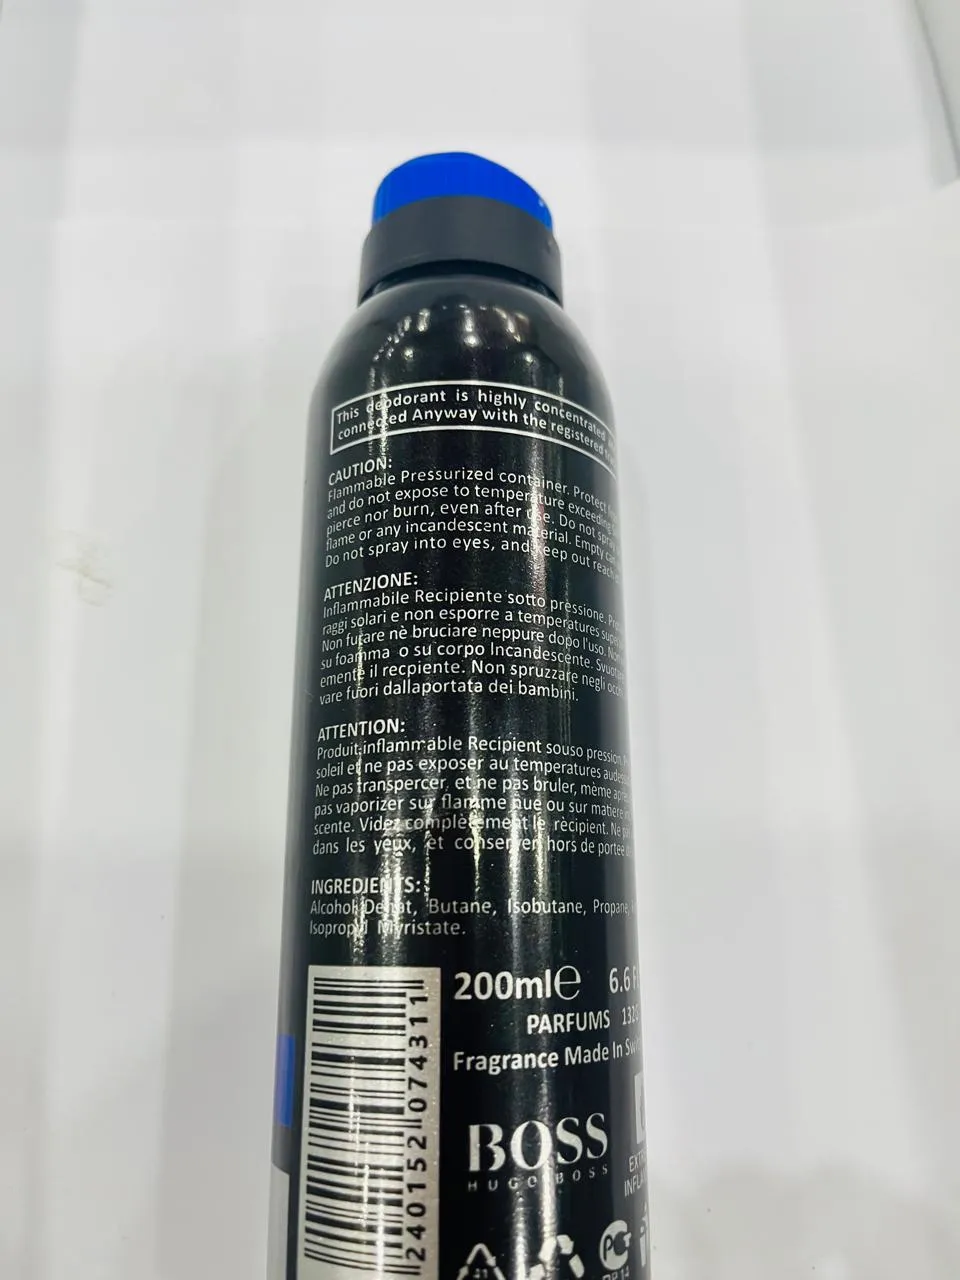 This deodorant is highly concentrated
connected Anyway with the registered
CAUTION:
Flammable Pressurized container. Protect
and do not expose to temperature exceeding
pierce nor burn, even after use. Do not spray
flame or any incandescent material. Empty
Do not spray into eyes, and keep out reach
ATTENZIONE:
Inflammabile Recipiente sotto pressione.
raggi solari e non esporre a temperatures
Non furare nè bruciare neppure dopo l'uso. Non
su foamma o su corpo Incandescente.
emente il recpiente. Non spruzzare negli
vare fuori dallaportata dei bambini.
ATTENTION:
Produit inflammable Recipient souso pression.
soleil et ne pas exposer au temperatures
Ne pas transpercer, et ne pas bruler, mème
pas vaporizer sur flamme nue ou sur matiere
scente. Videz complètement le rècipient. Ne
dans les yeux, et conserver hors de portee
INGREDIENTS:
Alcohol Denat, Butane, Isobutane, Propane,
Isopropyl Myristate.
200ml℮ 6.6
PARFUMS
Fragrance Made In
BOSS
HUGO BOSS
240152 074311